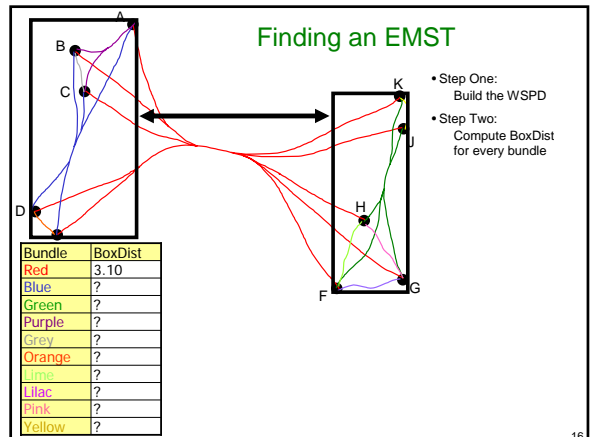 Finding an EMST
A
B
C
D
K
J
H
F
G
• Step One:
Build the WSPD
• Step Two:
Compute BoxDist
for every bundle
Bundle BoxDist
Red 3.10
Blue ?
Green ?
Purple ?
Grey ?
Orange ?
Lime ?
Lilac ?
Pink ?
Yellow ?
16